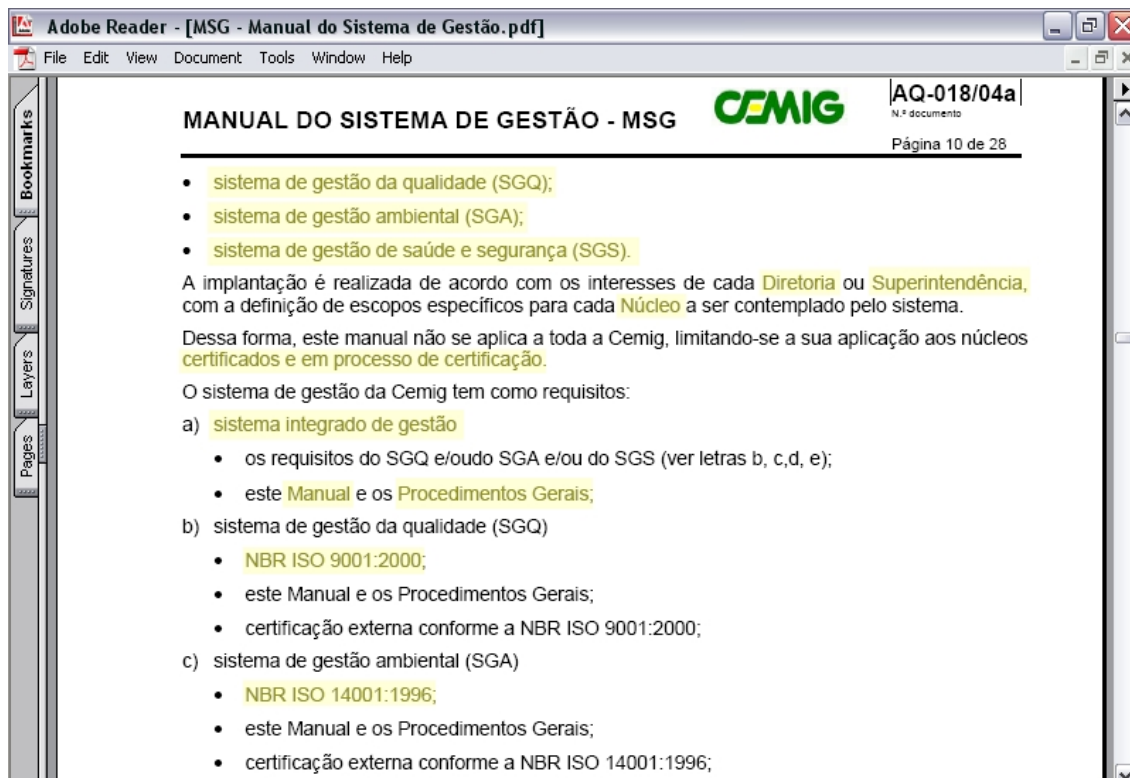 Adobe Reader - [MSG - Manual do Sistema de Gestão.pdf]
File Edit View Document Tools Window Help
Bookmarks
Signatures
Layers
Pages
MANUAL DO SISTEMA DE GESTÃO - MSG
CEMIG
AQ-018/04a
N.º documento
Página 10 de 28
• sistema de gestão da qualidade (SGQ);
• sistema de gestão ambiental (SGA);
• sistema de gestão de saúde e segurança (SGS).
A implantação é realizada de acordo com os interesses de cada Diretoria ou Superintendência,
com a definição de escopos específicos para cada Núcleo a ser contemplado pelo sistema.
Dessa forma, este manual não se aplica a toda a Cemig, limitando-se a sua aplicação aos núcleos
certificados e em processo de certificação.
O sistema de gestão da Cemig tem como requisitos:
a) sistema integrado de gestão
• os requisitos do SGQ e/oudo SGA e/ou do SGS (ver letras b, c,d, e);
• este Manual e os Procedimentos Gerais;
b) sistema de gestão da qualidade (SGQ)
• NBR ISO 9001:2000;
• este Manual e os Procedimentos Gerais;
• certificação externa conforme a NBR ISO 9001:2000;
c) sistema de gestão ambiental (SGA)
• NBR ISO 14001:1996;
• este Manual e os Procedimentos Gerais;
• certificação externa conforme a NBR ISO 14001:1996;